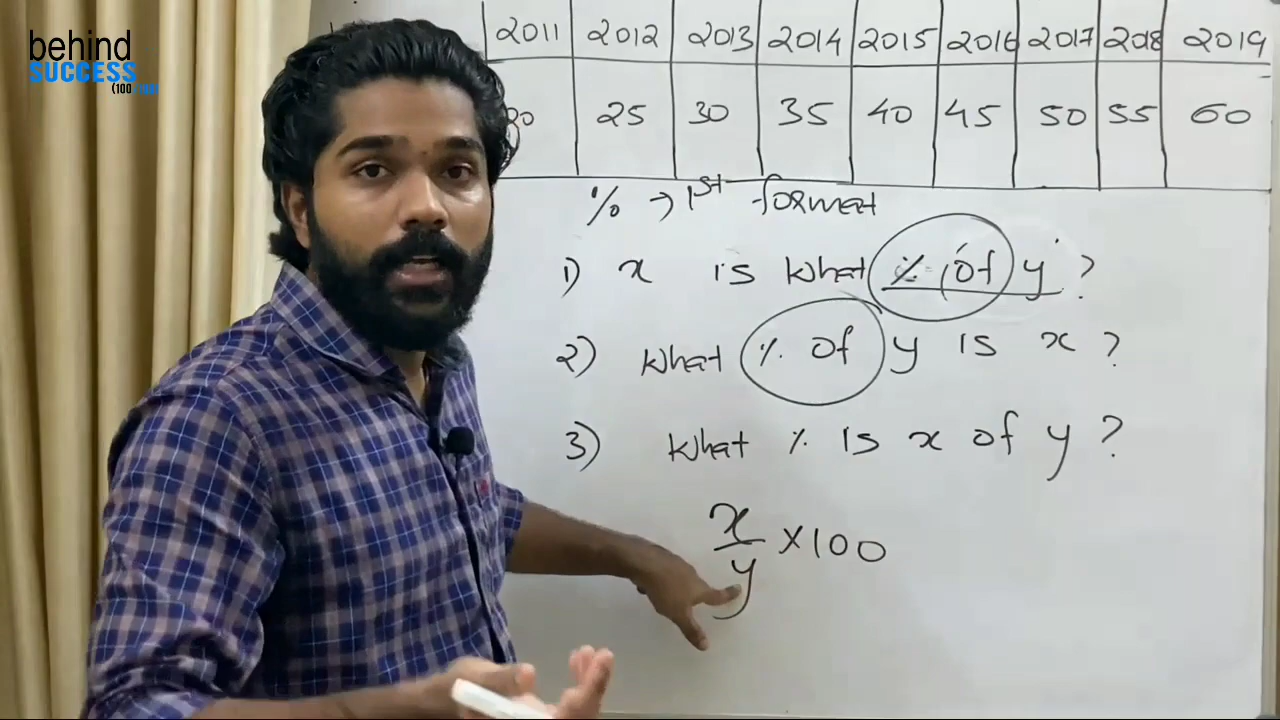 behind
SUCCESS
2011 2012 2013 2014 2015 2016 2017 2018 2019
20 25 30 35 40 45 50 55 60
% → 1st format
1) x is what % of y ?
2) what % of y is x ?
3) what % is x of y ?
x
y
×100